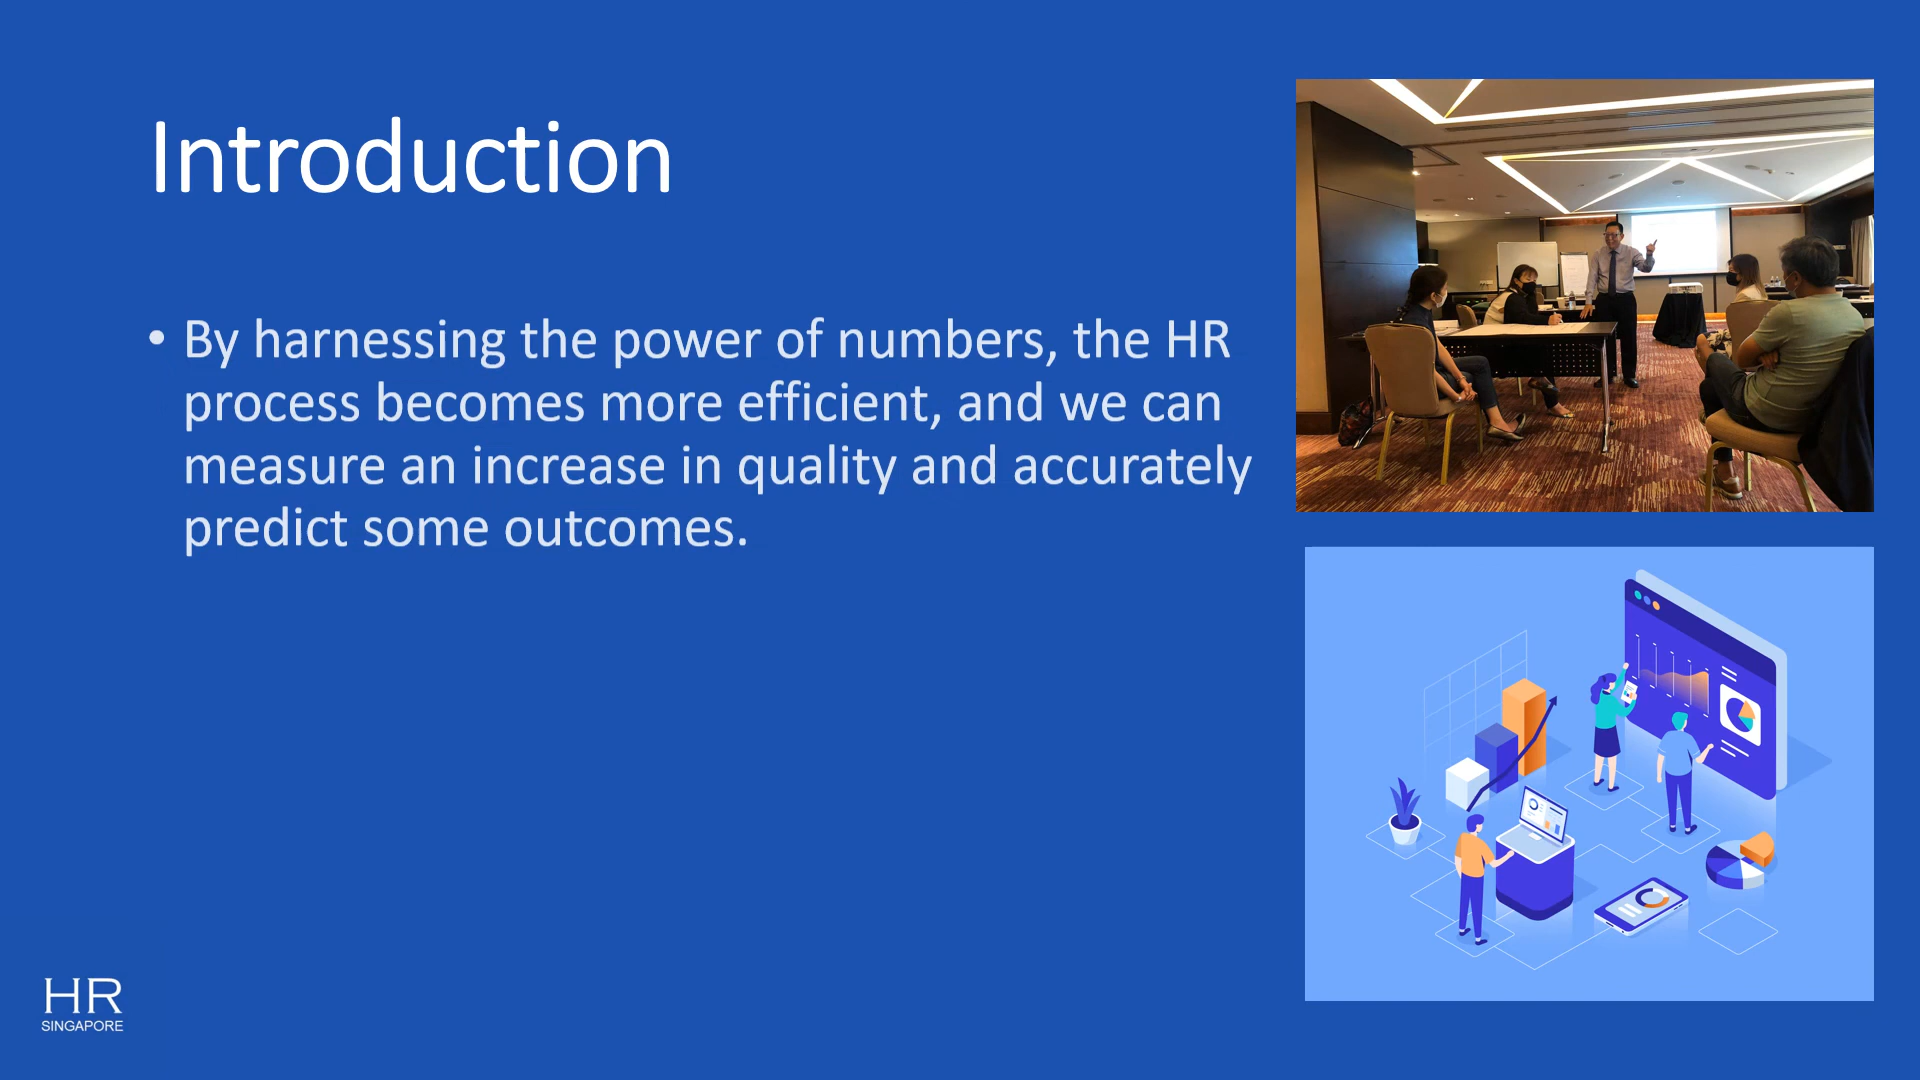 Introduction
• By harnessing the power of numbers, the HR
process becomes more efficient, and we can
measure an increase in quality and accurately
predict some outcomes.
HR
SINGAPORE